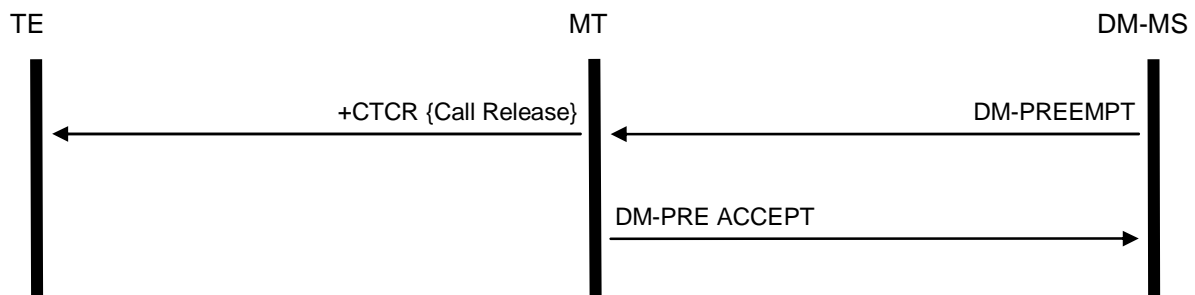 TE
MT
DM-MS
+CTCR {Call Release}
DM-PREEMPT
DM-PRE ACCEPT